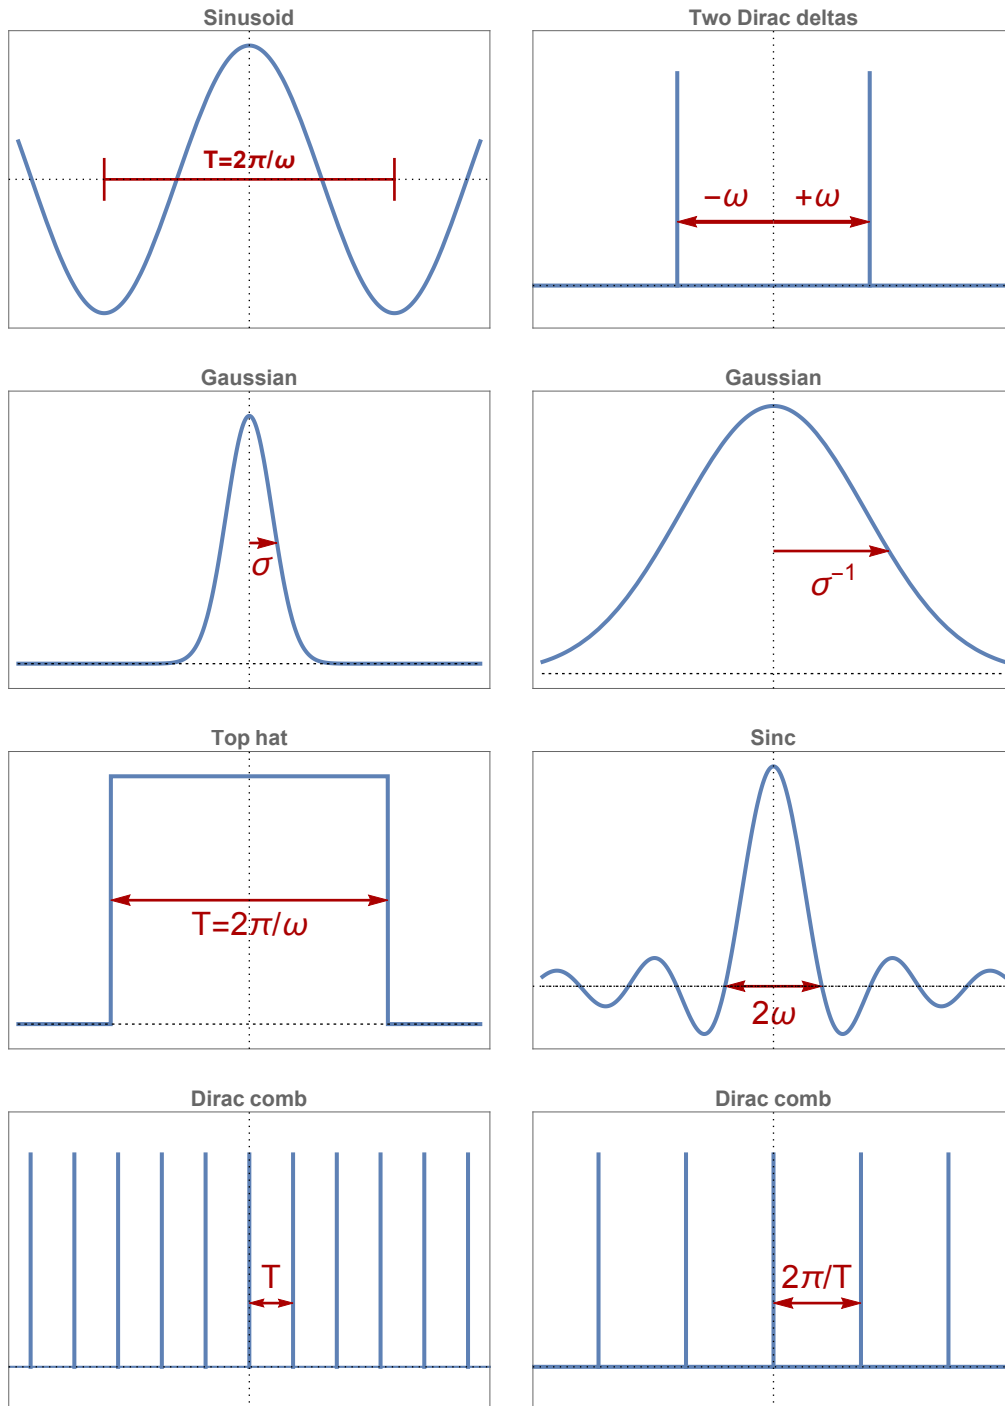 Sinusoid
T=2π/ω
Two Dirac deltas
−ω +ω
Gaussian
σ
Gaussian
σ⁻¹
Top hat
T=2π/ω
Sinc
2ω
Dirac comb
T
Dirac comb
2π/T